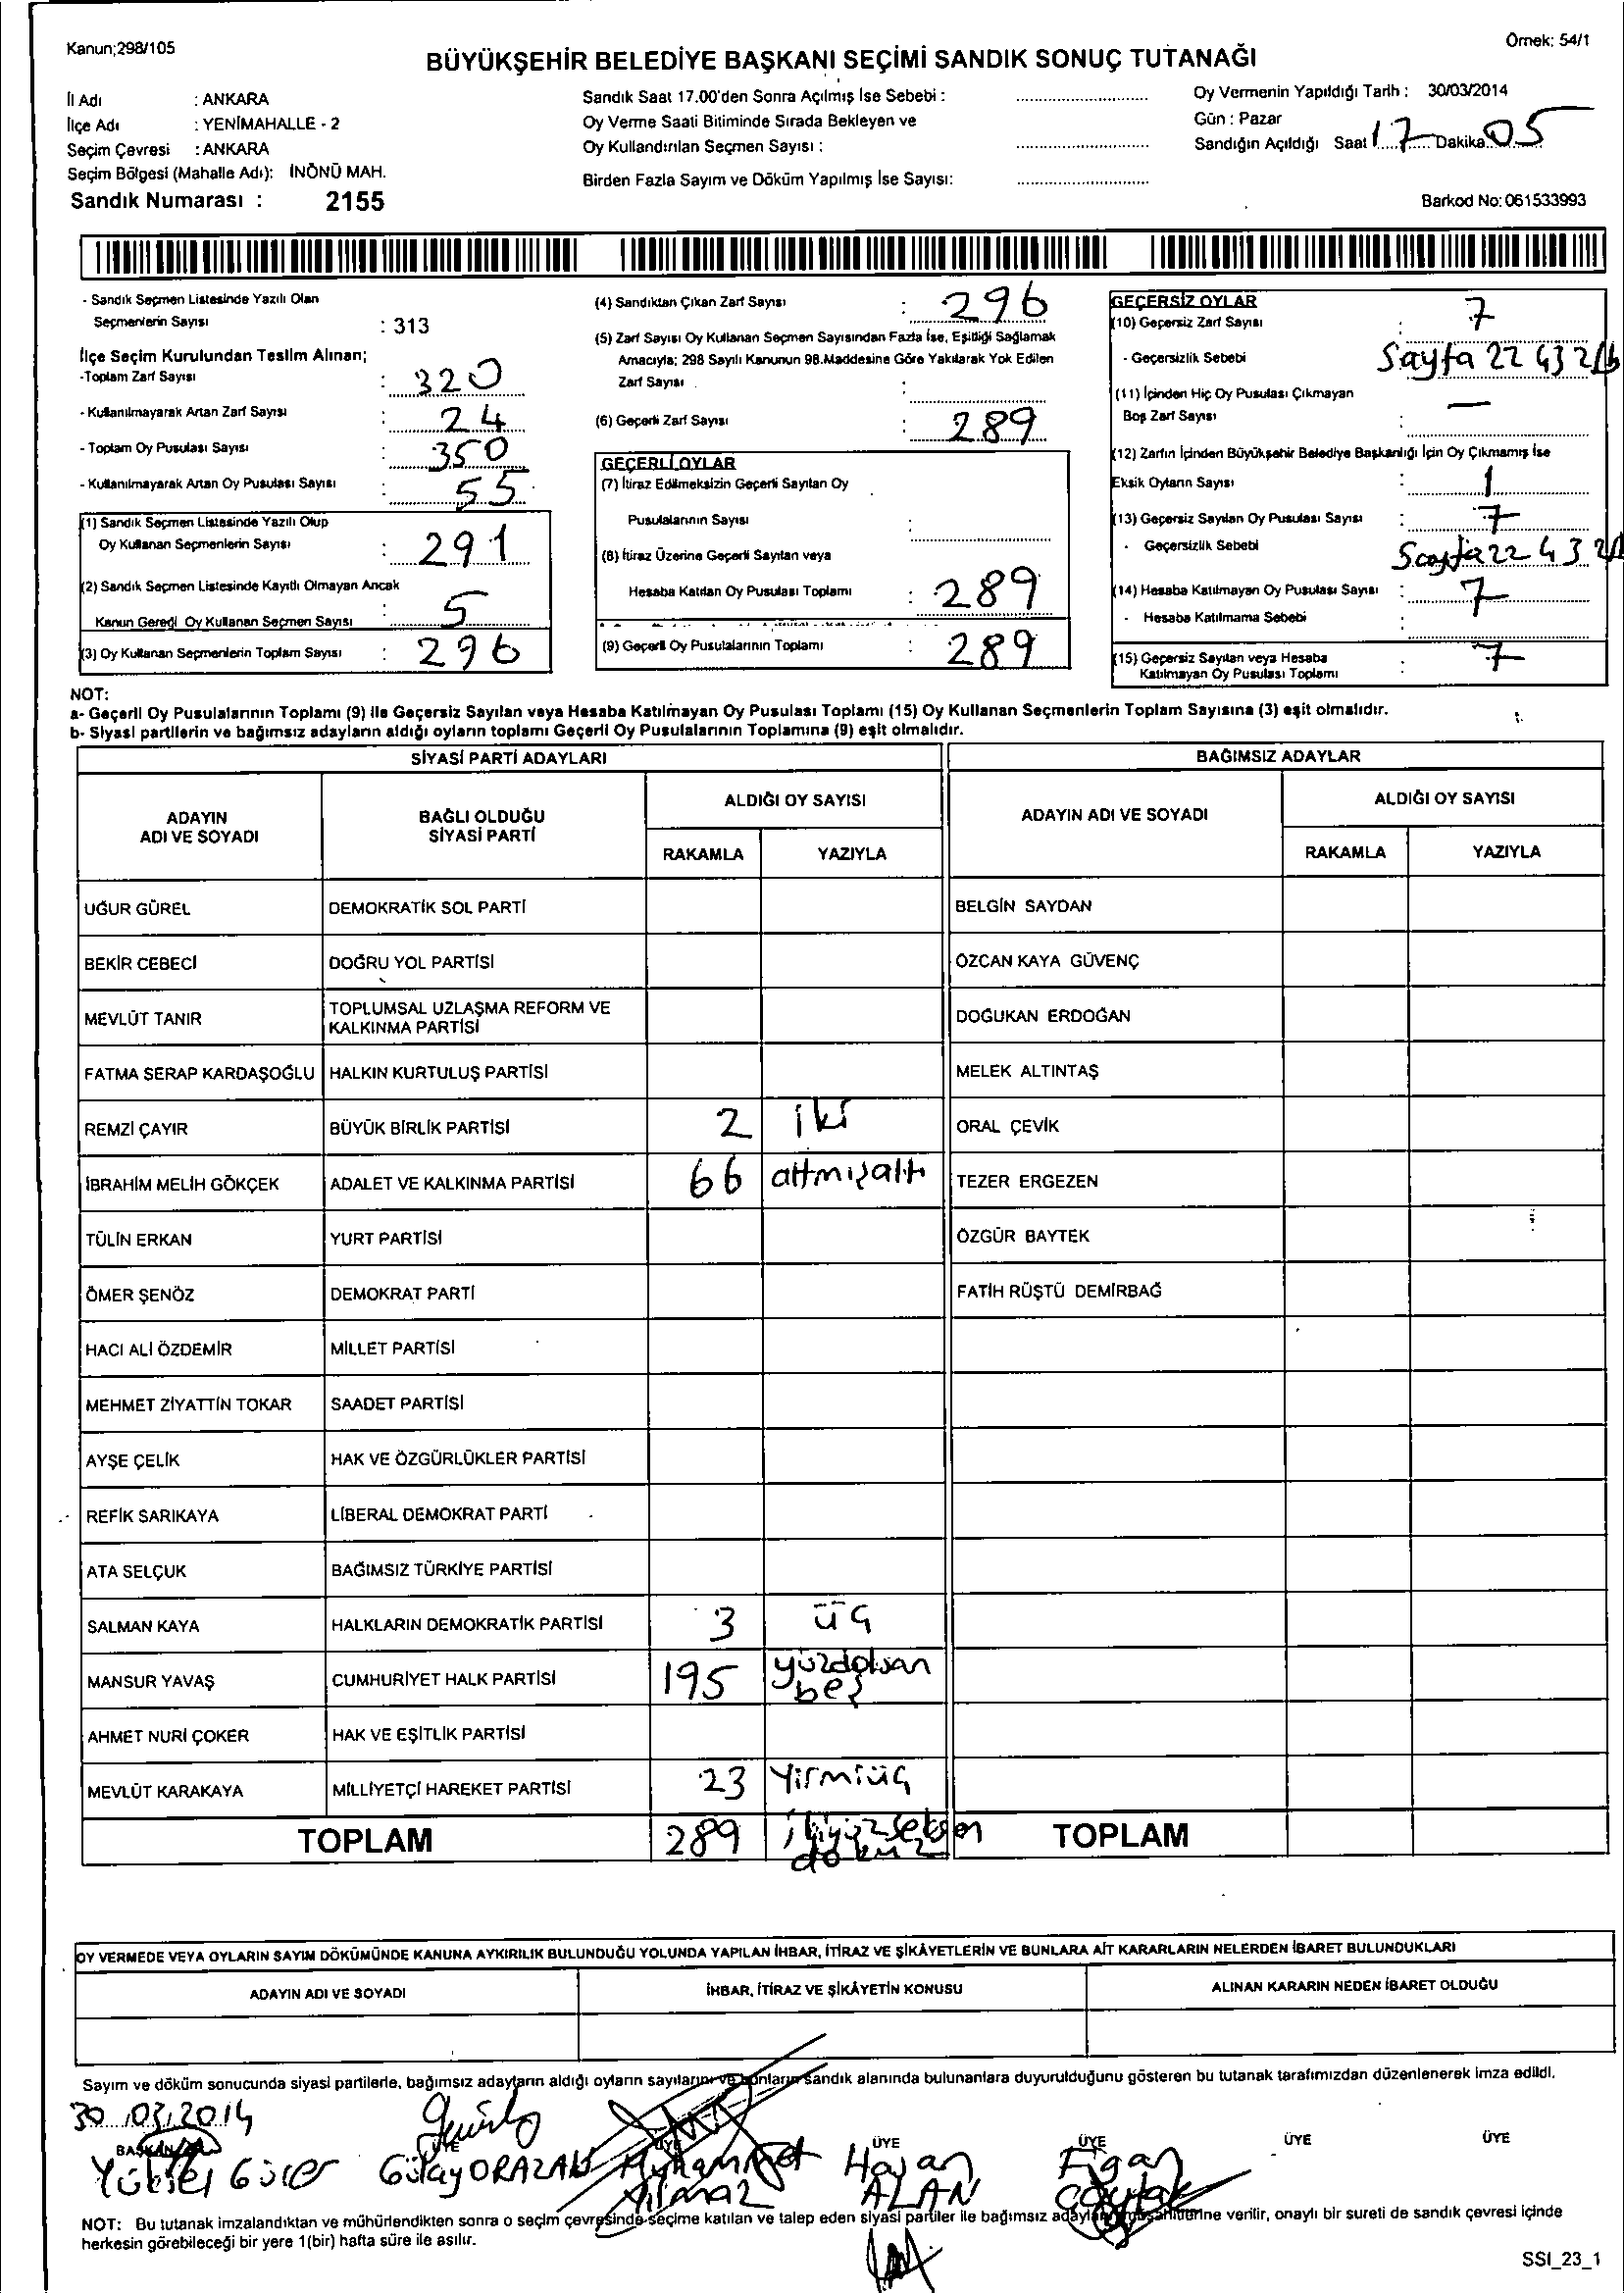 Kanun;298/105
Örnek: 54/1
BÜYÜKŞEHİR BELEDİYE BAŞKANI SEÇİMİ SANDIK SONUÇ TUTANAĞI
İl Adı : ANKARA
İlçe Adı : YENİMAHALLE - 2
Seçim Çevresi : ANKARA
Seçim Bölgesi (Mahalle Adı): İNÖNÜ MAH.
Sandık Numarası : 2155
Sandık Saat 17.00'den Sonra Açılmış İse Sebebi :
Oy Verme Saati Bitiminde Sırada Bekleyen ve
Oy Kullandırılan Seçmen Sayısı :
Birden Fazla Sayım ve Döküm Yapılmış İse Sayısı:
Oy Vermenin Yapıldığı Tarih : 30/03/2014
Gün : Pazar
Sandığın Açıldığı Saat 17 Dakika 05
Barkod No: 061533993
- Sandık Seçmen Listesinde Yazılı Olan
Seçmenlerin Sayısı : 313
İlçe Seçim Kurulundan Teslim Alınan;
-Toplam Zarf Sayısı : 320
- Kullanılmayarak Artan Zarf Sayısı : 24
- Toplam Oy Pusulası Sayısı : 350
- Kullanılmayarak Artan Oy Pusulası Sayısı : 55
(1) Sandık Seçmen Listesinde Yazılı Olup
Oy Kullanan Seçmenlerin Sayısı : 291
(2) Sandık Seçmen Listesinde Kayıtlı Olmayan Ancak
Kanun Gereği Oy Kullanan Seçmen Sayısı : 5
(3) Oy Kullanan Seçmenlerin Toplam Sayısı : 296
(4) Sandıktan Çıkan Zarf Sayısı : 296
(5) Zarf Sayısı Oy Kullanan Seçmen Sayısından Fazla İse, Eşitliği Sağlamak
Amacıyla; 298 Sayılı Kanunun 98.Maddesine Göre Yakılarak Yok Edilen
Zarf Sayısı :
(6) Geçerli Zarf Sayısı : 289
GEÇERLİ OYLAR
(7) İtiraz Edilmeksizin Geçerli Sayılan Oy
Pusulalarının Sayısı :
(8) İtiraz Üzerine Geçerli Sayılan veya
Hesaba Katılan Oy Pusulası Toplamı : 289
(9) Geçerli Oy Pusulalarının Toplamı : 289
GEÇERSİZ OYLAR
(10) Geçersiz Zarf Sayısı : 7
- Geçersizlik Sebebi Sayfa 22 43 2/b
(11) İçinden Hiç Oy Pusulası Çıkmayan
Boş Zarf Sayısı : —
(12) Zarfın İçinden Büyükşehir Belediye Başkanlığı İçin Oy Çıkmamış İse
Eksik Oyların Sayısı : 1
(13) Geçersiz Sayılan Oy Pusulası Sayısı : 7
- Geçersizlik Sebebi Sayfa 22 43
(14) Hesaba Katılmayan Oy Pusulası Sayısı : 7
- Hesaba Katılmama Sebebi :
(15) Geçersiz Sayılan veya Hesaba
Katılmayan Oy Pusulası Toplamı : 7
NOT:
a- Geçerli Oy Pusulalarının Toplamı (9) ile Geçersiz Sayılan veya Hesaba Katılmayan Oy Pusulası Toplamı (15) Oy Kullanan Seçmenlerin Toplam Sayısına (3) eşit olmalıdır.
b- Siyasi partilerin ve bağımsız adayların aldığı oyların toplamı Geçerli Oy Pusulalarının Toplamına (9) eşit olmalıdır.
SİYASİ PARTİ ADAYLARI BAĞIMSIZ ADAYLAR
ADAYIN ADI VE SOYADI BAĞLI OLDUĞU SİYASİ PARTİ ALDIĞI OY SAYISI ADAYIN ADI VE SOYADI ALDIĞI OY SAYISI
RAKAMLA YAZIYLA RAKAMLA YAZIYLA
UĞUR GÜREL DEMOKRATİK SOL PARTİ BELGİN SAYDAN
BEKİR CEBECİ DOĞRU YOL PARTİSİ ÖZCAN KAYA GÜVENÇ
MEVLÜT TANIR TOPLUMSAL UZLAŞMA REFORM VE KALKINMA PARTİSİ DOĞUKAN ERDOĞAN
FATMA SERAP KARDAŞOĞLU HALKIN KURTULUŞ PARTİSİ MELEK ALTINTAŞ
REMZİ ÇAYIR BÜYÜK BİRLİK PARTİSİ 2 iki ORAL ÇEVİK
İBRAHİM MELİH GÖKÇEK ADALET VE KALKINMA PARTİSİ 66 altmışaltı TEZER ERGEZEN
TÜLİN ERKAN YURT PARTİSİ ÖZGÜR BAYTEK
ÖMER ŞENÖZ DEMOKRAT PARTİ FATİH RÜŞTÜ DEMİRBAĞ
HACI ALİ ÖZDEMİR MİLLET PARTİSİ
MEHMET ZİYATTİN TOKAR SAADET PARTİSİ
AYŞE ÇELİK HAK VE ÖZGÜRLÜKLER PARTİSİ
REFİK SARIKAYA LİBERAL DEMOKRAT PARTİ
ATA SELÇUK BAĞIMSIZ TÜRKİYE PARTİSİ
SALMAN KAYA HALKLARIN DEMOKRATİK PARTİSİ 3 üç
MANSUR YAVAŞ CUMHURİYET HALK PARTİSİ 195 yüzdoksan beş
AHMET NURİ ÇOKER HAK VE EŞİTLİK PARTİSİ
MEVLÜT KARAKAYA MİLLİYETÇİ HAREKET PARTİSİ 23 Yirmiüç
TOPLAM 289 ikiyüzseksen dokuz TOPLAM
OY VERMEDE VEYA OYLARIN SAYIM DÖKÜMÜNDE KANUNA AYKIRILIK BULUNDUĞU YOLUNDA YAPILAN İHBAR, İTİRAZ VE ŞİKÂYETLERİN VE BUNLARA AİT KARARLARIN NELERDEN İBARET BULUNDUKLARI
ADAYIN ADI VE SOYADI İHBAR, İTİRAZ VE ŞİKÂYETİN KONUSU ALINAN KARARIN NEDEN İBARET OLDUĞU
Sayım ve döküm sonucunda siyasi partilerle, bağımsız adayların aldığı oyların sayılarını ve bunların sandık alanında bulunanlara duyurulduğunu gösteren bu tutanak tarafımızdan düzenlenerek imza edildi.
30.03.2014
BAŞKAN ÜYE ÜYE ÜYE ÜYE ÜYE ÜYE
Yüksel Gülay ORAZAN Muhammet Yılmaz Hasan ALAN
NOT: Bu tutanak imzalandıktan ve mühürlendikten sonra o seçim çevresinde seçime katılan ve talep eden siyasi partiler ile bağımsız adayların müşahitlerine verilir, onaylı bir sureti de sandık çevresi içinde
herkesin görebileceği bir yere 1(bir) hafta süre ile asılır.
SSI_23_1